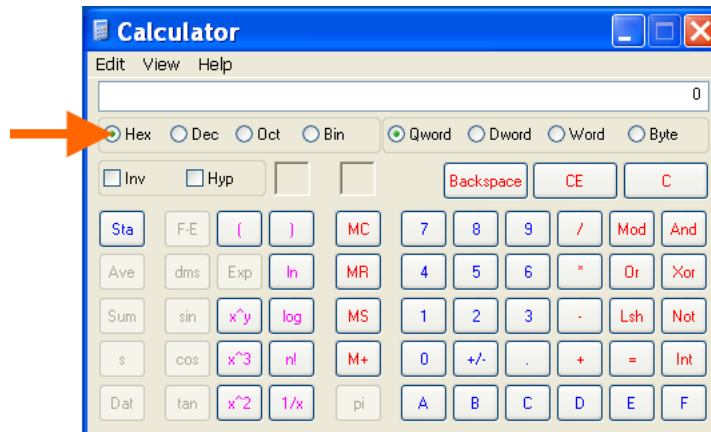 Calculator
Edit View Help
0
Hex Dec Oct Bin Qword Dword Word Byte
Inv Hyp Backspace CE C
Sta F-E ( ) MC 7 8 9 / Mod And
Ave dms Exp ln MR 4 5 6 * Or Xor
Sum sin x^y log MS 1 2 3 - Lsh Not
s cos x^3 n! M+ 0 +/- . + = Int
Dat tan x^2 1/x pi A B C D E F